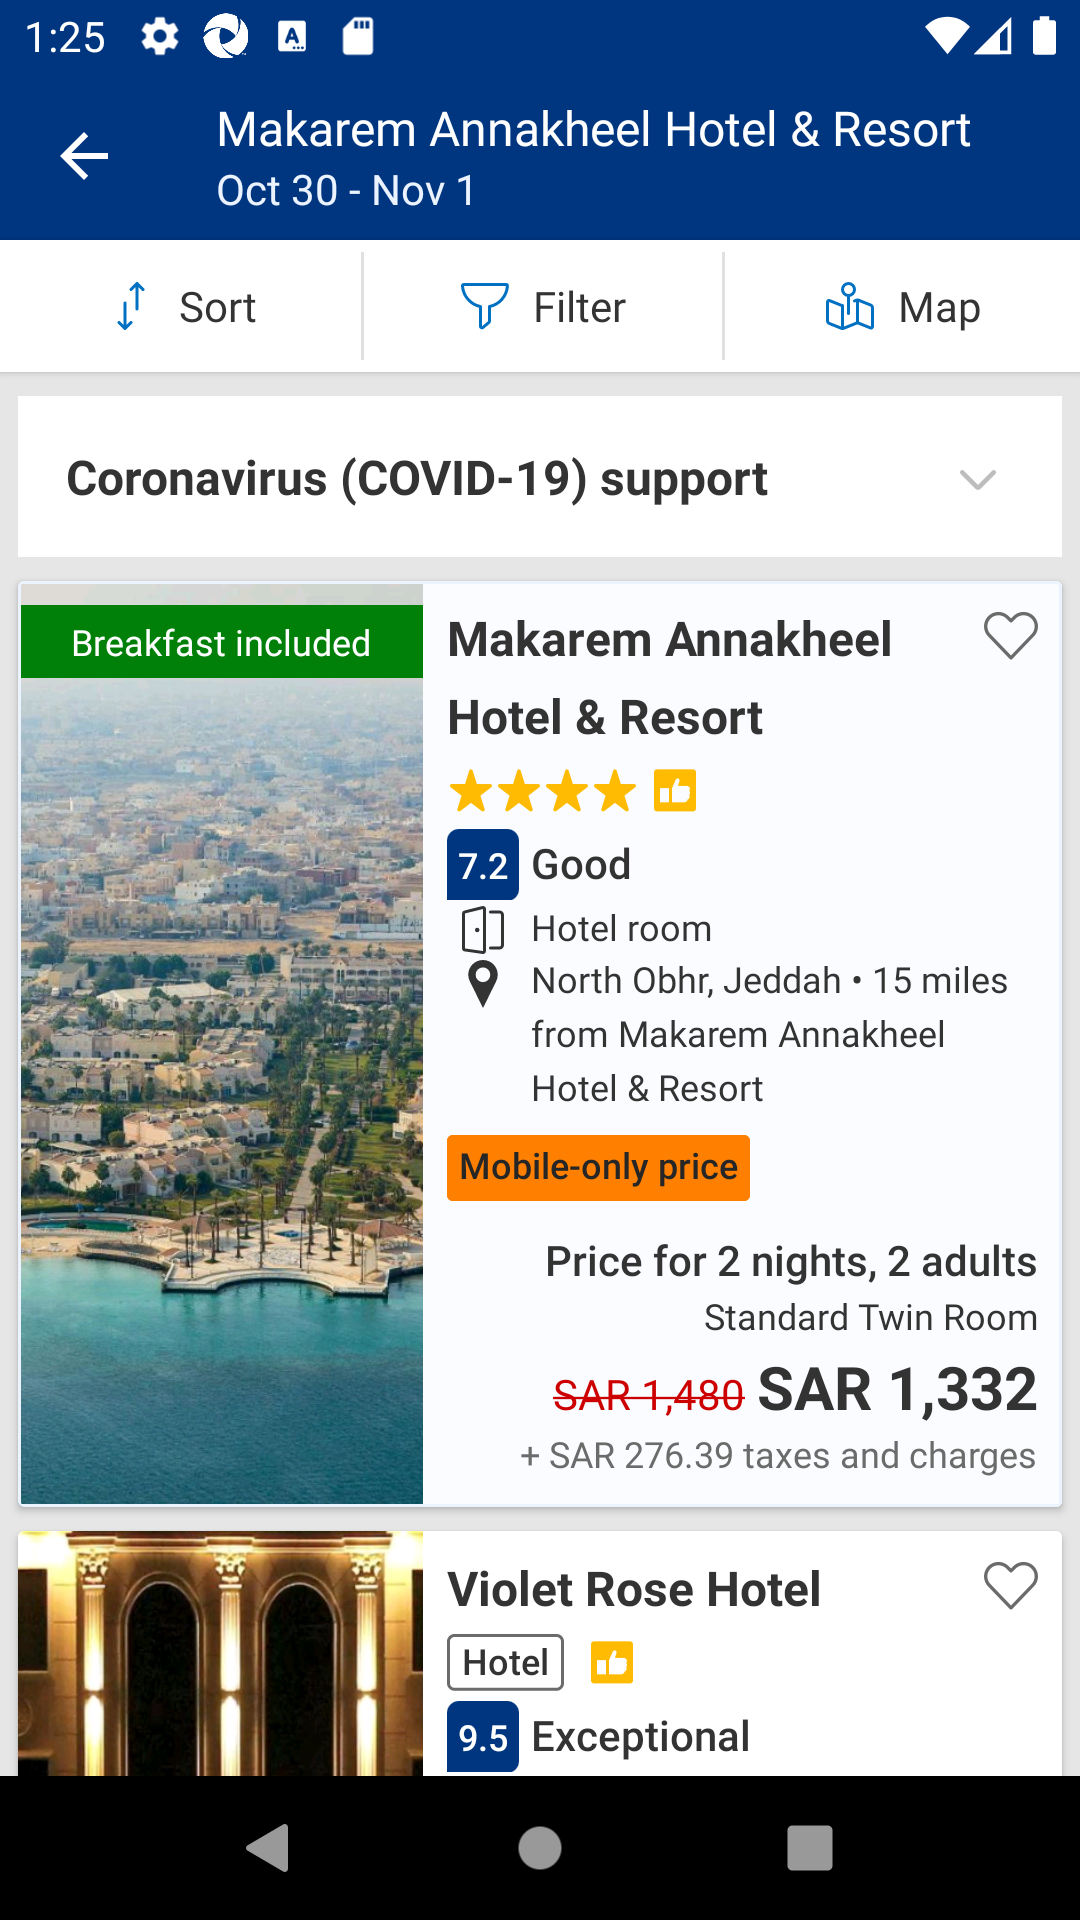 1:25
Makarem Annakheel Hotel & Resort
Oct 30 - Nov 1
Sort
Filter
Map
Coronavirus (COVID-19) support
Breakfast included
Makarem Annakheel
Hotel & Resort
7.2 Good
Hotel room
North Obhr, Jeddah • 15 miles
from Makarem Annakheel
Hotel & Resort
Mobile-only price
Price for 2 nights, 2 adults
Standard Twin Room
SAR 1,480 SAR 1,332
+ SAR 276.39 taxes and charges
Violet Rose Hotel
Hotel
9.5 Exceptional